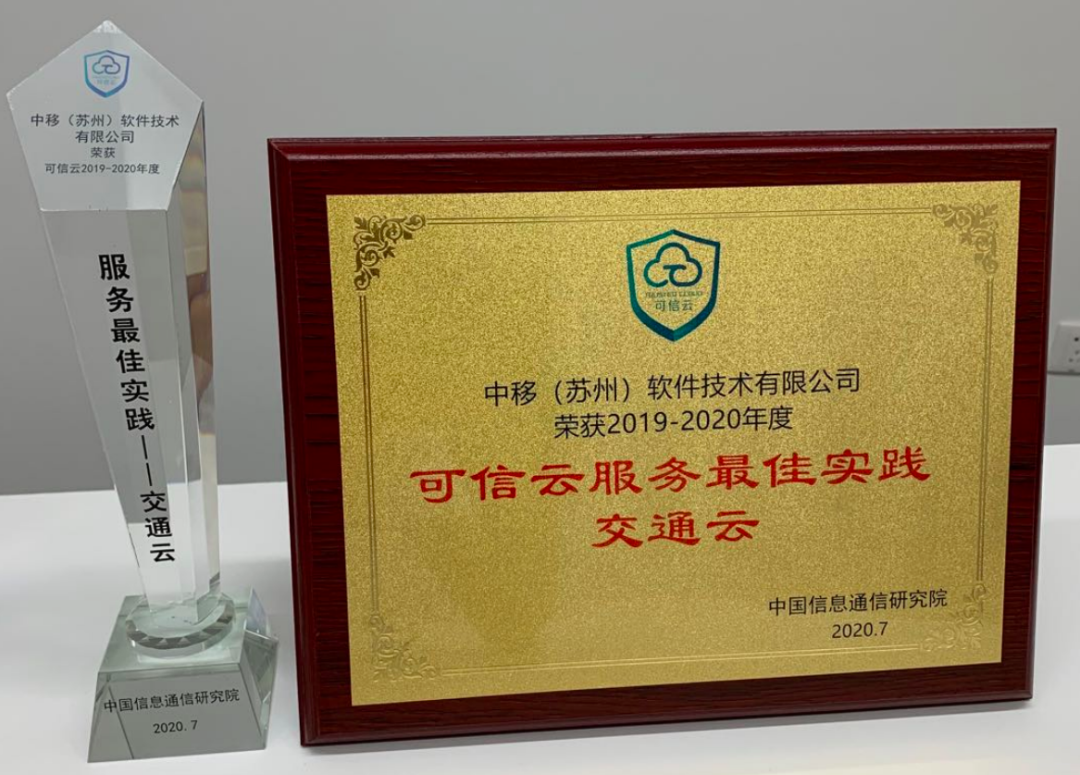 可信云
中移（苏州）软件技术
有限公司
荣获
可信云2019-2020年度
服务最佳实践——交通云
中国信息通信研究院
2020.7
可信云
中移（苏州）软件技术有限公司
荣获2019-2020年度
可信云服务最佳实践
交通云
中国信息通信研究院
2020.7